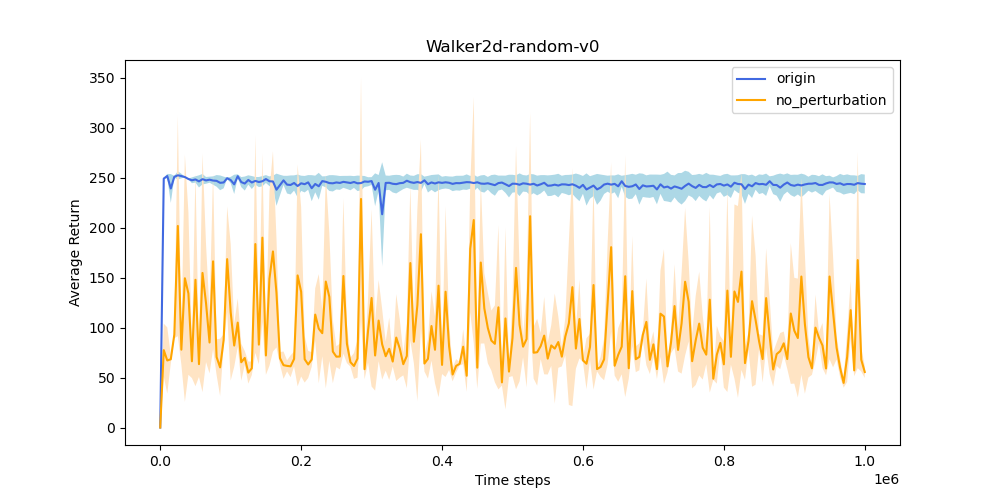 Walker2d-random-v0
origin
no_perturbation
Average Return
350
300
250
200
150
100
50
0
0.0 0.2 0.4 0.6 0.8 1.0
1e6
Time steps